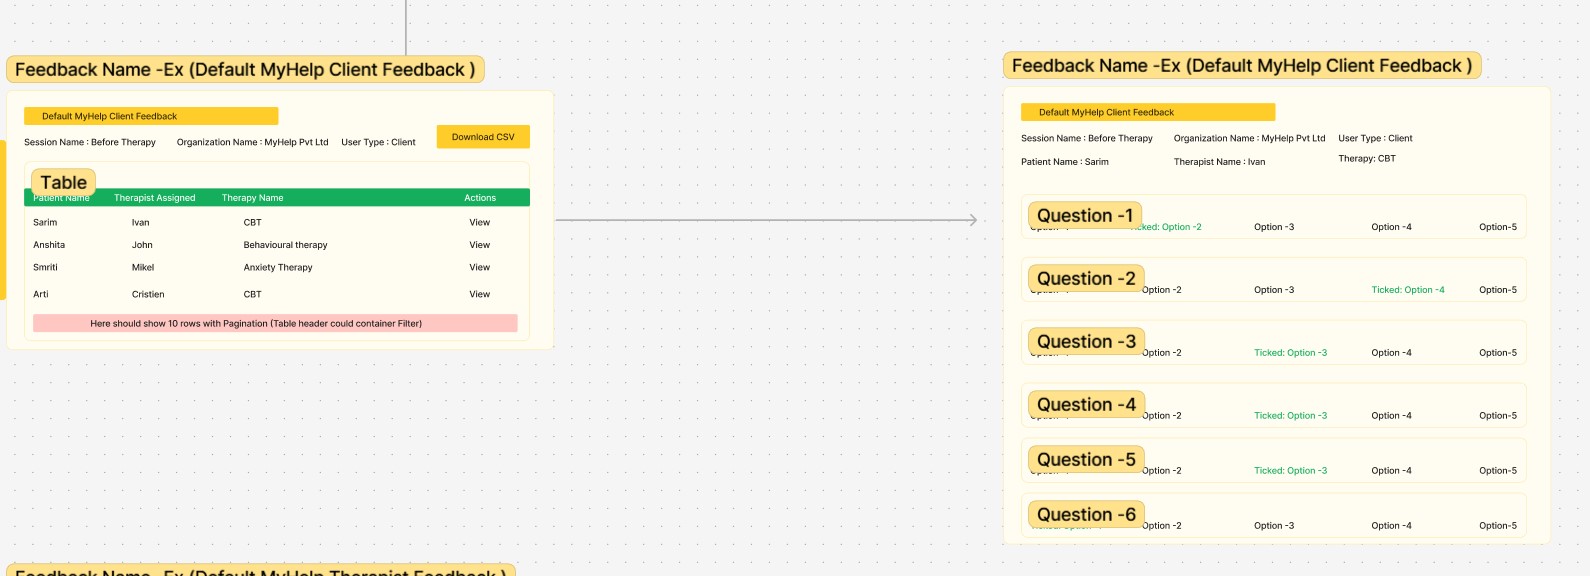 Feedback Name -Ex (Default MyHelp Client Feedback )
Default MyHelp Client Feedback
Download CSV
Session Name : Before Therapy Organization Name : MyHelp Pvt Ltd User Type : Client
Table
Patient Name Therapist Assigned Therapy Name Actions
Sarim Ivan CBT View
Anshita John Behavioural therapy View
Smriti Mikel Anxiety Therapy View
Arti Cristien CBT View
Here should show 10 rows with Pagination (Table header could container Filter)
Feedback Name -Ex (Default MyHelp Therapist Feedback )
Feedback Name -Ex (Default MyHelp Client Feedback )
Default MyHelp Client Feedback
Session Name : Before Therapy Organization Name : MyHelp Pvt Ltd User Type : Client
Patient Name : Sarim Therapist Name : Ivan Therapy: CBT
Question -1
Ticked: Option -2 Option -3 Option -4 Option-5
Question -2
Option -2 Option -3 Ticked: Option -4 Option-5
Question -3
Option -2 Ticked: Option -3 Option -4 Option-5
Question -4
Option -2 Ticked: Option -3 Option -4 Option-5
Question -5
Option -2 Ticked: Option -3 Option -4 Option-5
Question -6
Option -2 Option -3 Option -4 Option-5